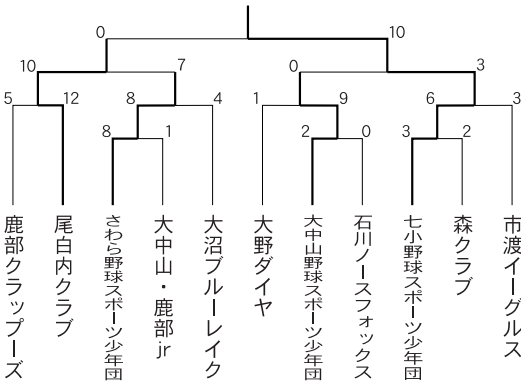 0 10
10 7 0 3
5 12 8 4 1 9 6 3
8 1 2 0 3 2
鹿部クラップーズ
尾白内クラブ
さわら野球スポーツ少年団
大中山・鹿部jr
大沼ブルーレイク
大野ダイヤ
大中山野球スポーツ少年団
石川ノースフォックス
七小野球スポーツ少年団
森クラブ
市渡イーグルス